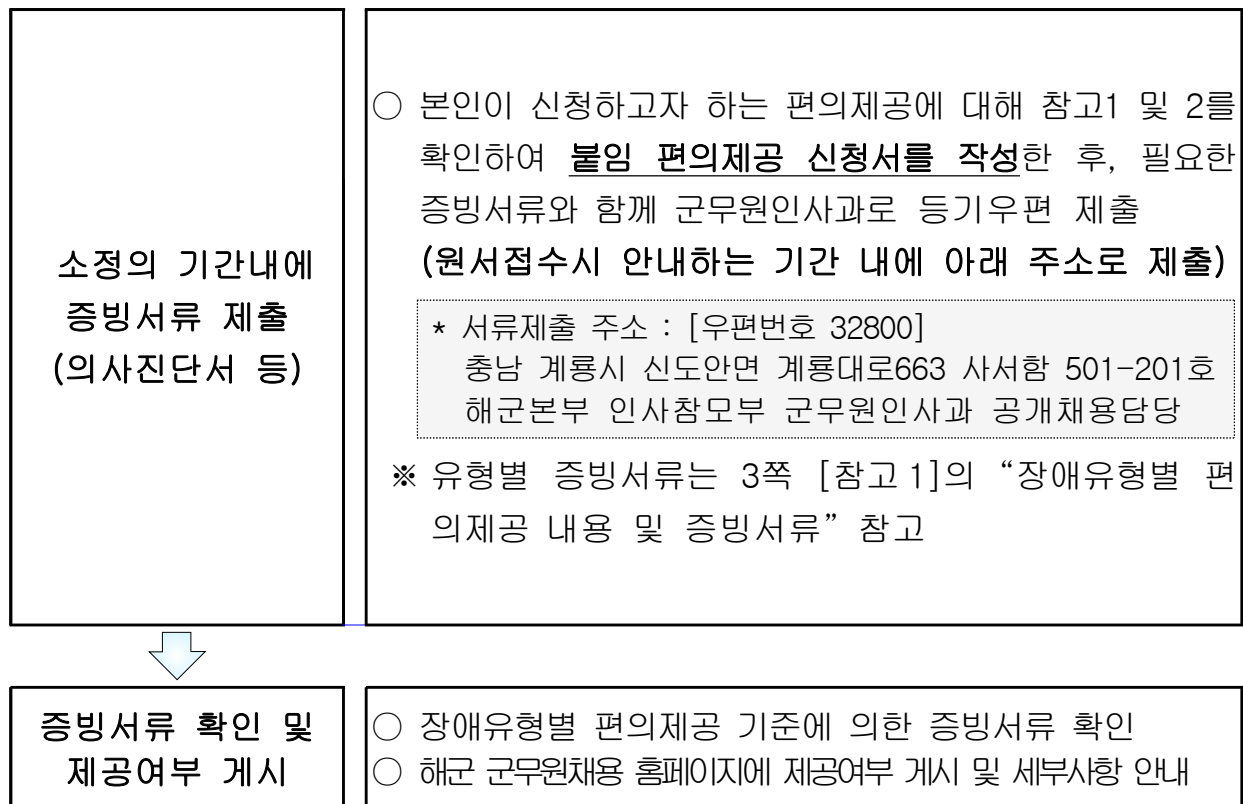 소정의 기간내에
증빙서류 제출
(의사진단서 등)
○ 본인이 신청하고자 하는 편의제공에 대해 참고1 및 2를
확인하여 붙임 편의제공 신청서를 작성한 후, 필요한
증빙서류와 함께 군무원인사과로 등기우편 제출
(원서접수시 안내하는 기간 내에 아래 주소로 제출)
* 서류제출 주소 : [우편번호 32800]
충남 계룡시 신도안면 계룡대로663 사서함 501-201호
해군본부 인사참모부 군무원인사과 공개채용담당
※ 유형별 증빙서류는 3쪽 [참고 1]의 “장애유형별 편
의제공 내용 및 증빙서류” 참고
증빙서류 확인 및
제공여부 게시
○ 장애유형별 편의제공 기준에 의한 증빙서류 확인
○ 해군 군무원채용 홈페이지에 제공여부 게시 및 세부사항 안내